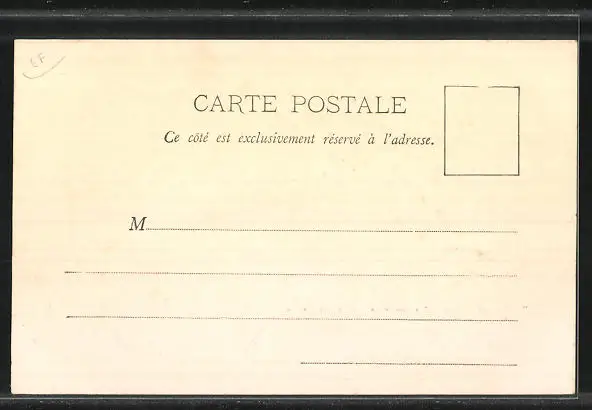 CARTE POSTALE
Ce côté est exclusivement réservé à l'adresse.
M